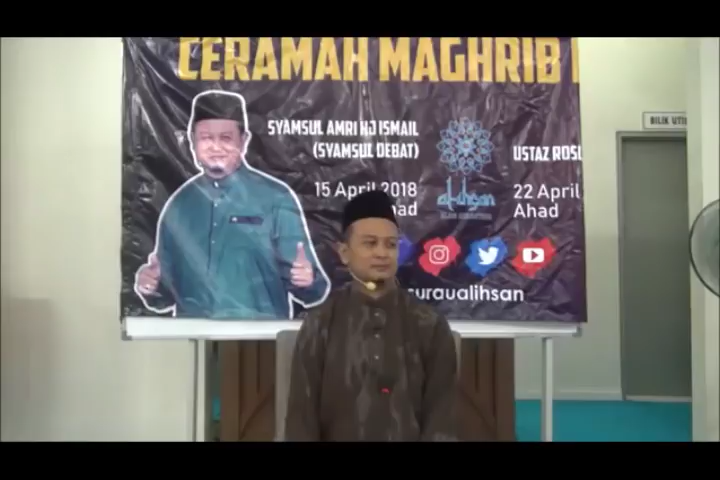 CERAMAH MAGHRIB
SYAMSUL AMRI HJ ISMAIL
(SYAMSUL DEBAT)
15 April 2018
Ahad
al-ihsan
USTAZ ROSL
22 April
Ahad
suraualihsan
BILIK UTI